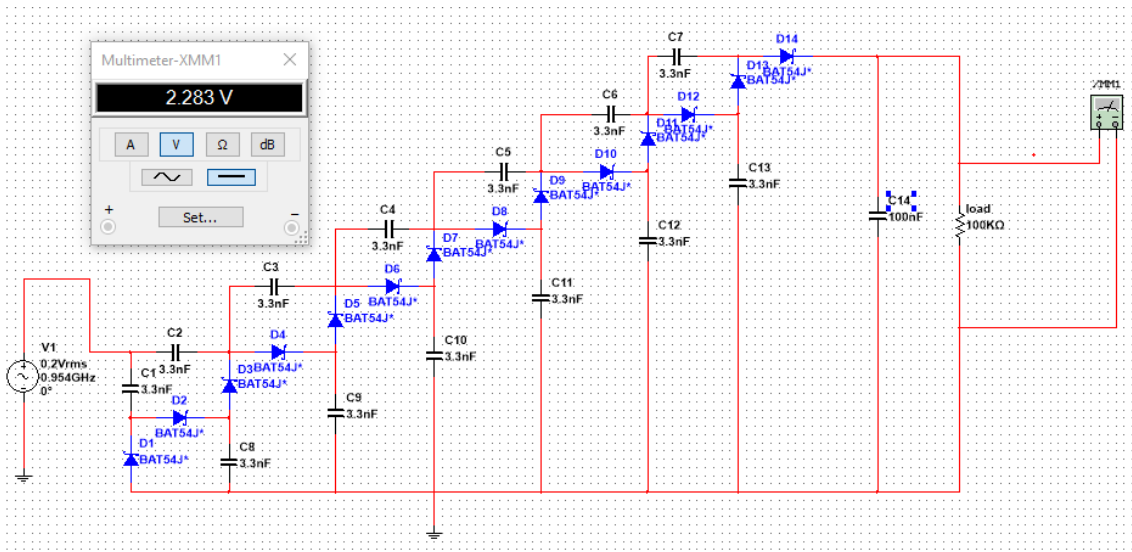 Multimeter-XMM1
2.283 V
A
V
Ω
dB
+
Set...
−
C7
3.3nF
D14
BAT54J*
D13
BAT54J*
XMM1
C6
3.3nF
D12
BAT54J*
D11
BAT54J*
C5
3.3nF
D10
BAT54J*
D9
BAT54J*
C13
3.3nF
C4
3.3nF
D8
BAT54J*
D7
BAT54J*
C12
3.3nF
C14
100nF
load
100KΩ
C3
3.3nF
D6
BAT54J*
D5
BAT54J*
C11
3.3nF
V1
0.2Vrms
0.954GHz
0°
C2
3.3nF
D4
BAT54J*
D3
BAT54J*
C10
3.3nF
C1
3.3nF
D2
BAT54J*
C9
3.3nF
D1
BAT54J*
C8
3.3nF